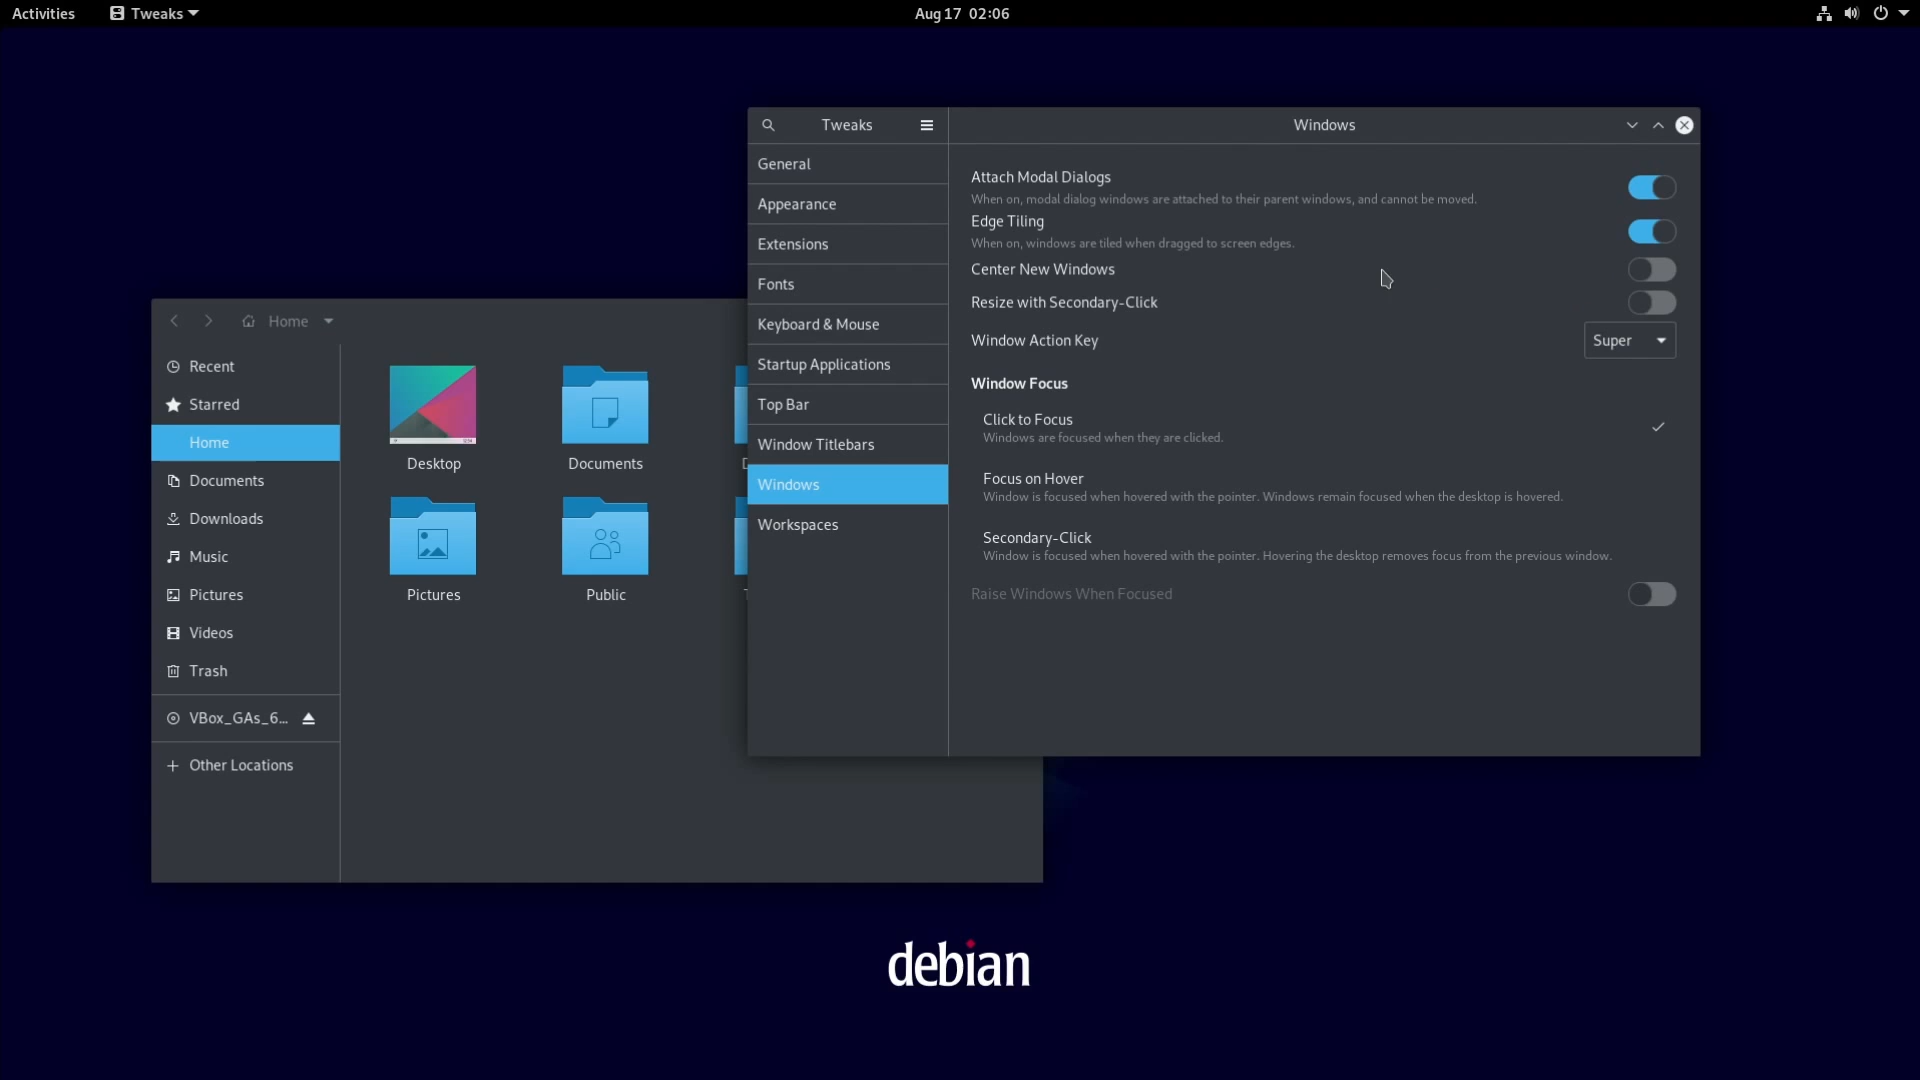 Activities
Tweaks
Aug 17 02:06
Tweaks
Windows
General
Appearance
Extensions
Fonts
Keyboard & Mouse
Startup Applications
Top Bar
Window Titlebars
Windows
Workspaces
Attach Modal Dialogs
When on, modal dialog windows are attached to their parent windows, and cannot be moved.
Edge Tiling
When on, windows are tiled when dragged to screen edges.
Center New Windows
Resize with Secondary-Click
Window Action Key
Super
Window Focus
Click to Focus
Windows are focused when they are clicked.
Focus on Hover
Window is focused when hovered with the pointer. Windows remain focused when the desktop is hovered.
Secondary-Click
Window is focused when hovered with the pointer. Hovering the desktop removes focus from the previous window.
Raise Windows When Focused
Home
Recent
Starred
Home
Documents
Downloads
Music
Pictures
Videos
Trash
VBox_GAs_6...
Other Locations
Desktop
Documents
Pictures
Public
debian